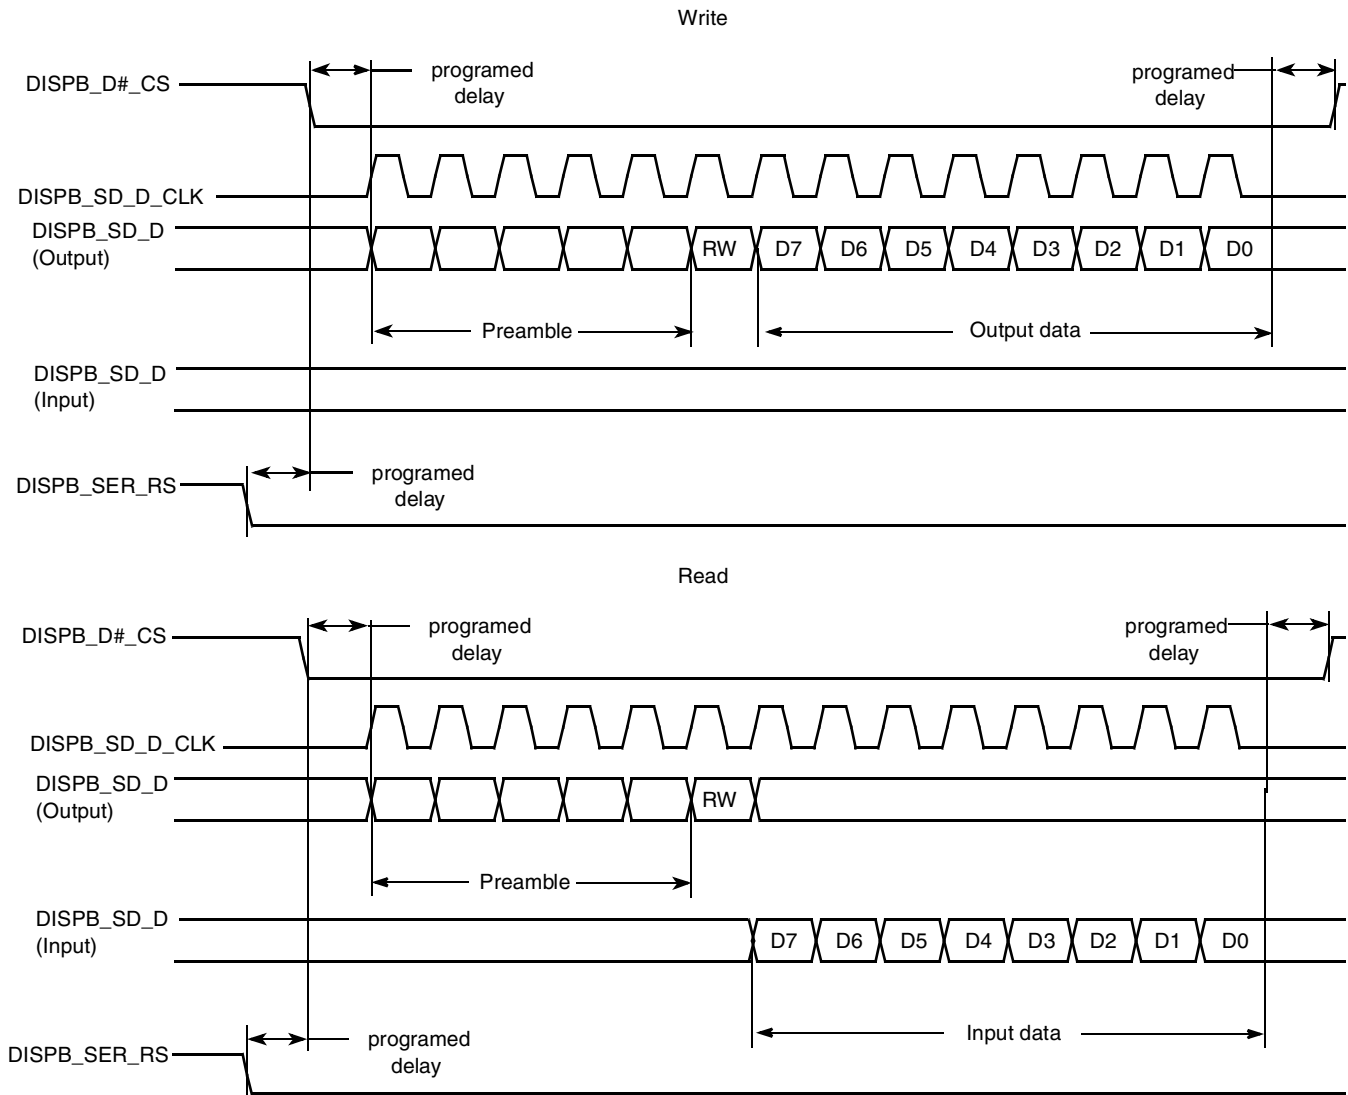 Write
DISPB_D#_CS
programed
delay
programed
delay
DISPB_SD_D_CLK
DISPB_SD_D
(Output)
RW D7 D6 D5 D4 D3 D2 D1 D0
Preamble
Output data
DISPB_SD_D
(Input)
DISPB_SER_RS
programed
delay
Read
DISPB_D#_CS
programed
delay
programed
delay
DISPB_SD_D_CLK
DISPB_SD_D
(Output)
RW
Preamble
DISPB_SD_D
(Input)
D7 D6 D5 D4 D3 D2 D1 D0
Input data
DISPB_SER_RS
programed
delay